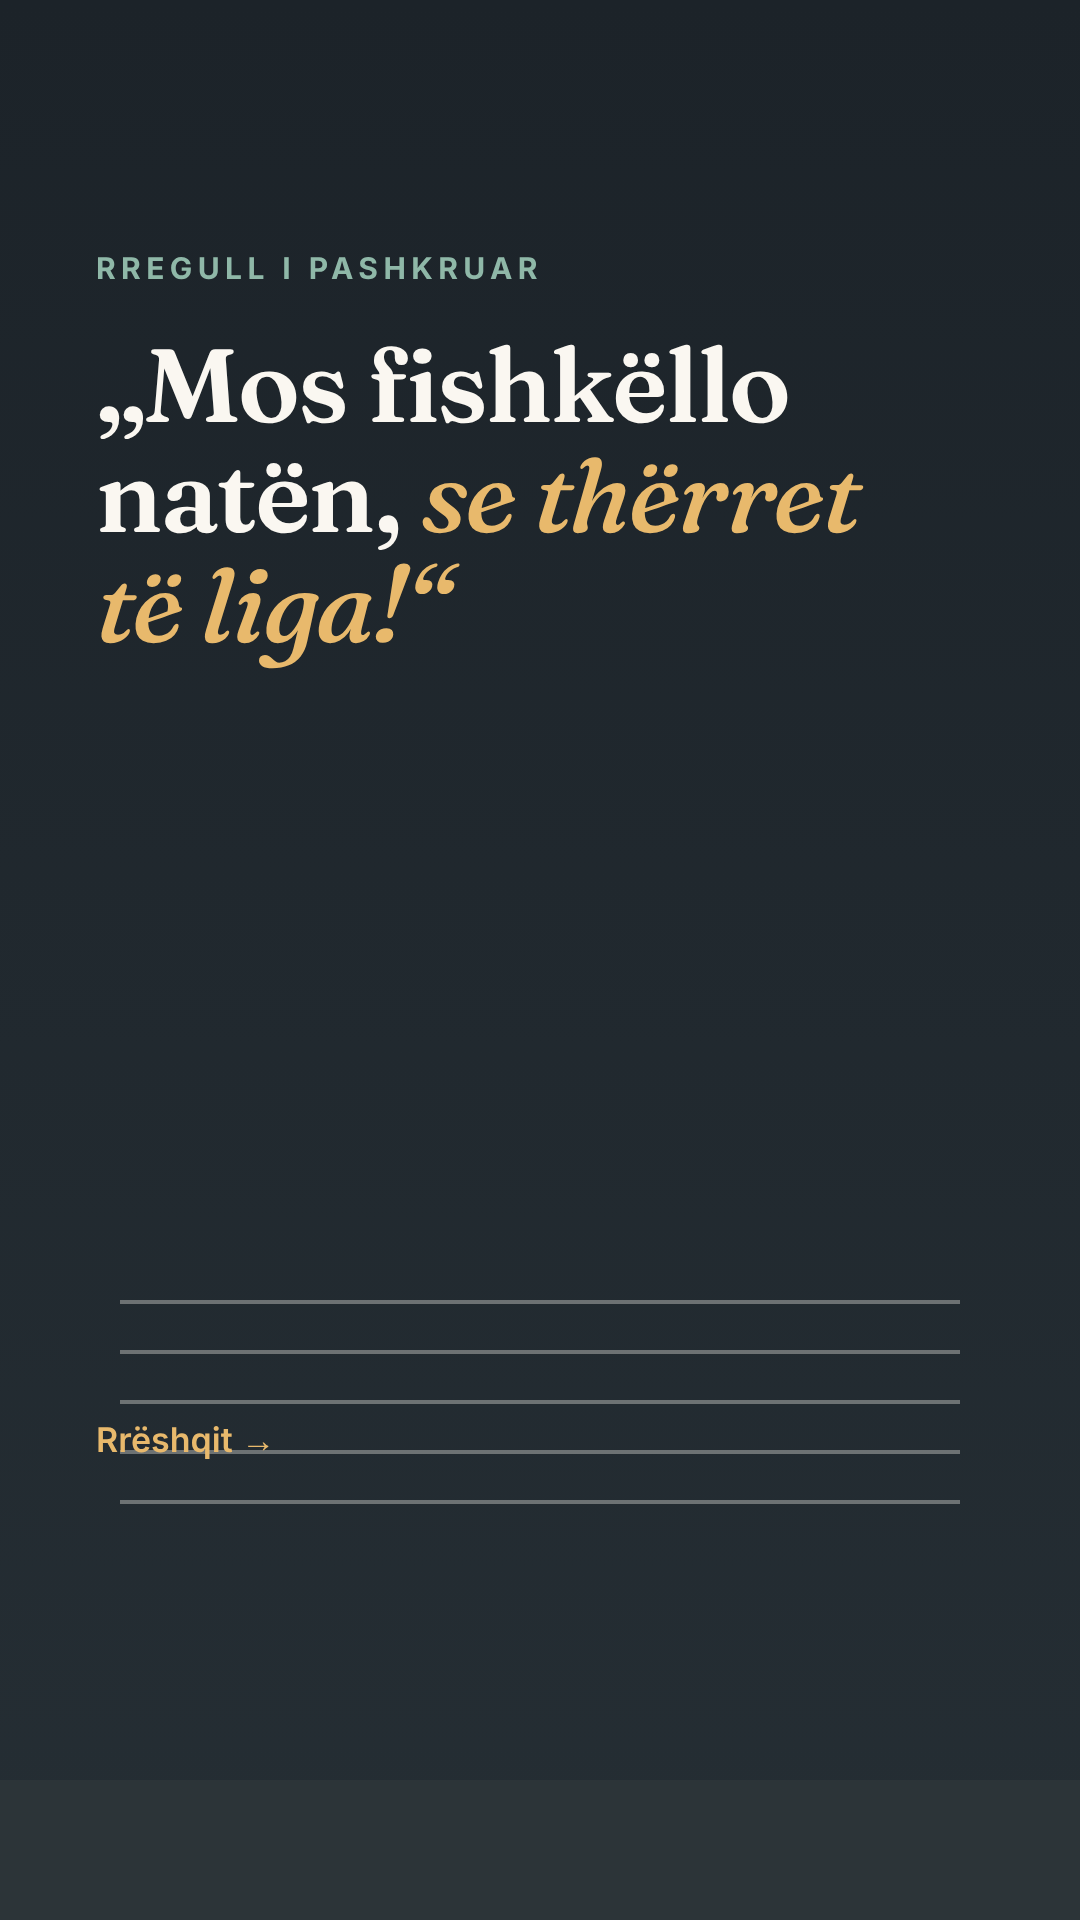 RREGULL I PASHKRUAR
„Mos fishkëllo
natën, se thërret
të liga!“
Rrëshqit →